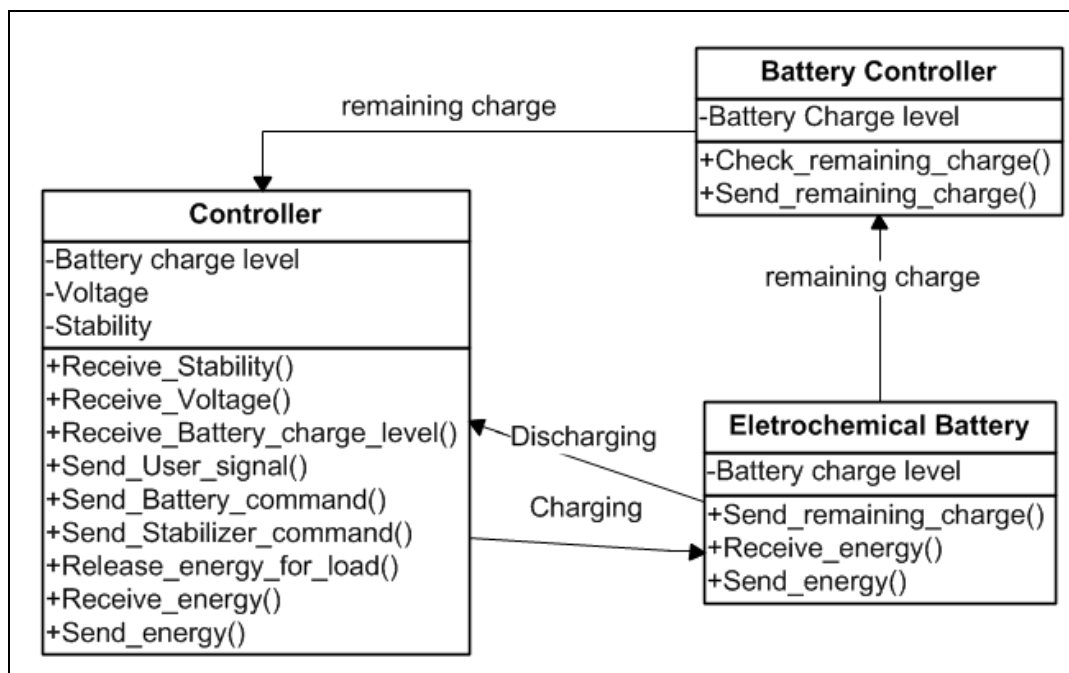 Battery Controller
-Battery Charge level
+Check_remaining_charge()
+Send_remaining_charge()
remaining charge
Controller
-Battery charge level
-Voltage
-Stability
+Receive_Stability()
+Receive_Voltage()
+Receive_Battery_charge_level()
+Send_User_signal()
+Send_Battery_command()
+Send_Stabilizer_command()
+Release_energy_for_load()
+Receive_energy()
+Send_energy()
remaining charge
Discharging
Charging
Eletrochemical Battery
-Battery charge level
+Send_remaining_charge()
+Receive_energy()
+Send_energy()